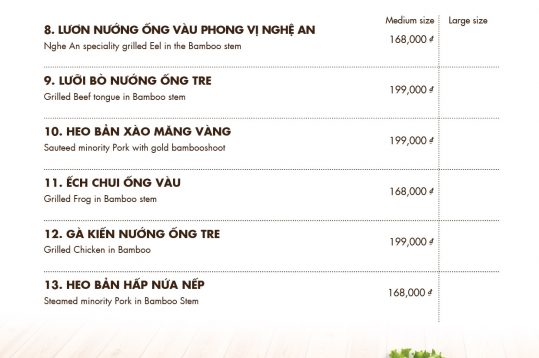 Medium size Large size
8. LƯƠN NƯỚNG ỐNG VÀU PHONG VỊ NGHỆ AN 168,000 đ
Nghe An speciality grilled Eel in the Bamboo stem
9. LƯỠI BÒ NƯỚNG ỐNG TRE 199,000 đ
Grilled Beef tongue in Bamboo stem
10. HEO BẢN XÀO MĂNG VÀNG 199,000 đ
Sauteed minority Pork with gold bambooshoot
11. ẾCH CHUI ỐNG VÀU 168,000 đ
Grilled Frog in Bamboo stem
12. GÀ KIẾN NƯỚNG ỐNG TRE 199,000 đ
Grilled Chicken in Bamboo
13. HEO BẢN HẤP NỨA NẾP 168,000 đ
Steamed minority Pork in Bamboo Stem